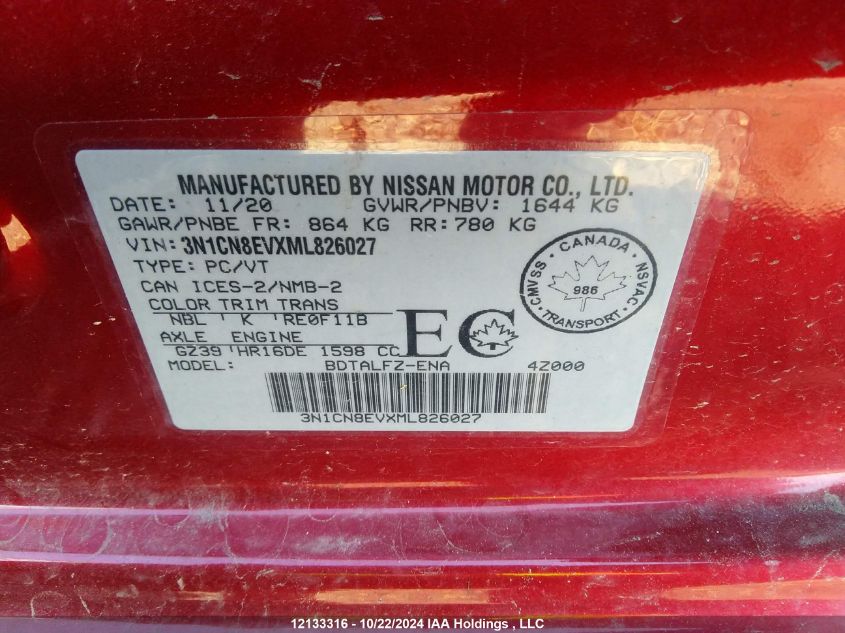 MANUFACTURED BY NISSAN MOTOR CO., LTD.
DATE: 11/20 GVWR/PNBV: 1644 KG
GAWR/PNBE FR: 864 KG RR: 780 KG
VIN: 3N1CN8EVXML826027
TYPE: PC/VT
CAN ICES-2/NMB-2
COLOR TRIM TRANS
NBL ' K 'RE0F11B
AXLE ENGINE
GZ39 'HR16DE 1598 CC
MODEL: BDTALFZ-ENA 4Z000
EC
CANADA
CMVSS
NSVAC
986
TRANSPORT
3N1CN8EVXML826027
12133316 - 10/22/2024 IAA Holdings , LLC